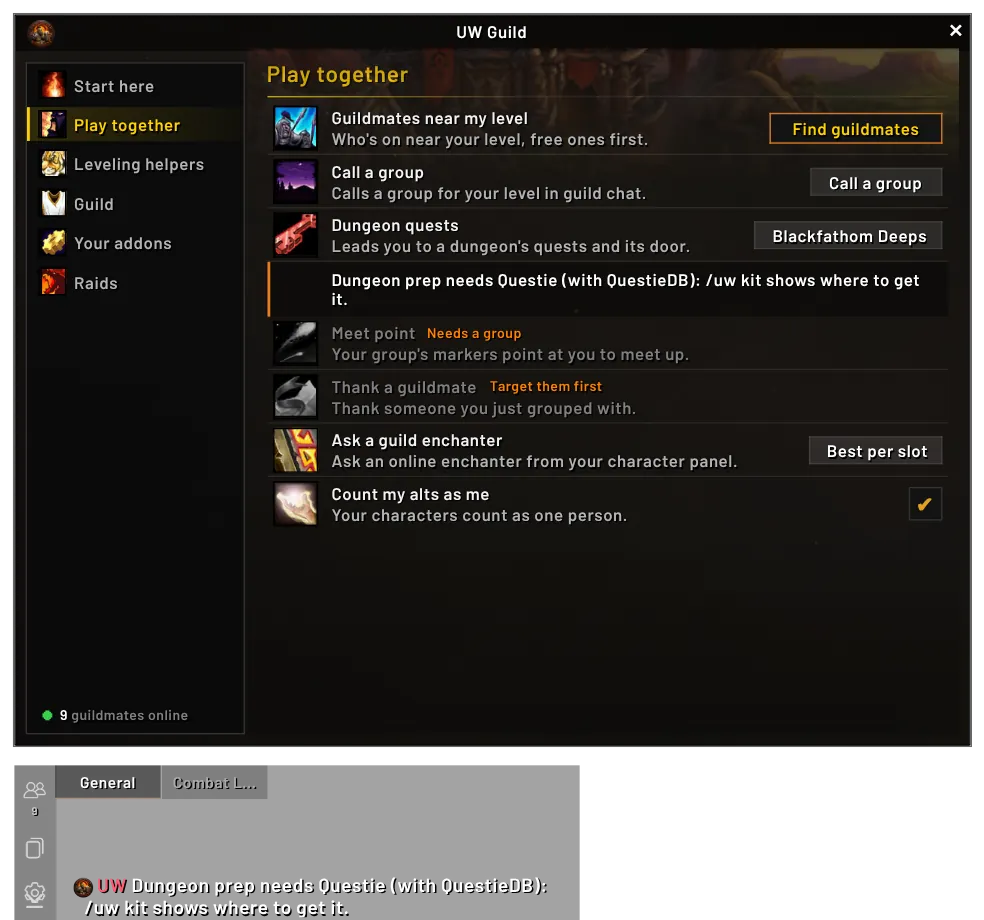 UW Guild
Start here
Play together
Leveling helpers
Guild
Your addons
Raids
9 guildmates online
Play together
Guildmates near my level
Who's on near your level, free ones first.
Find guildmates
Call a group
Calls a group for your level in guild chat.
Call a group
Dungeon quests
Leads you to a dungeon's quests and its door.
Blackfathom Deeps
Dungeon prep needs Questie (with QuestieDB): /uw kit shows where to get
it.
Meet point Needs a group
Your group's markers point at you to meet up.
Thank a guildmate Target them first
Thank someone you just grouped with.
Ask a guild enchanter
Ask an online enchanter from your character panel.
Best per slot
Count my alts as me
Your characters count as one person.
General
Combat L...
9
UW Dungeon prep needs Questie (with QuestieDB):
/uw kit shows where to get it.